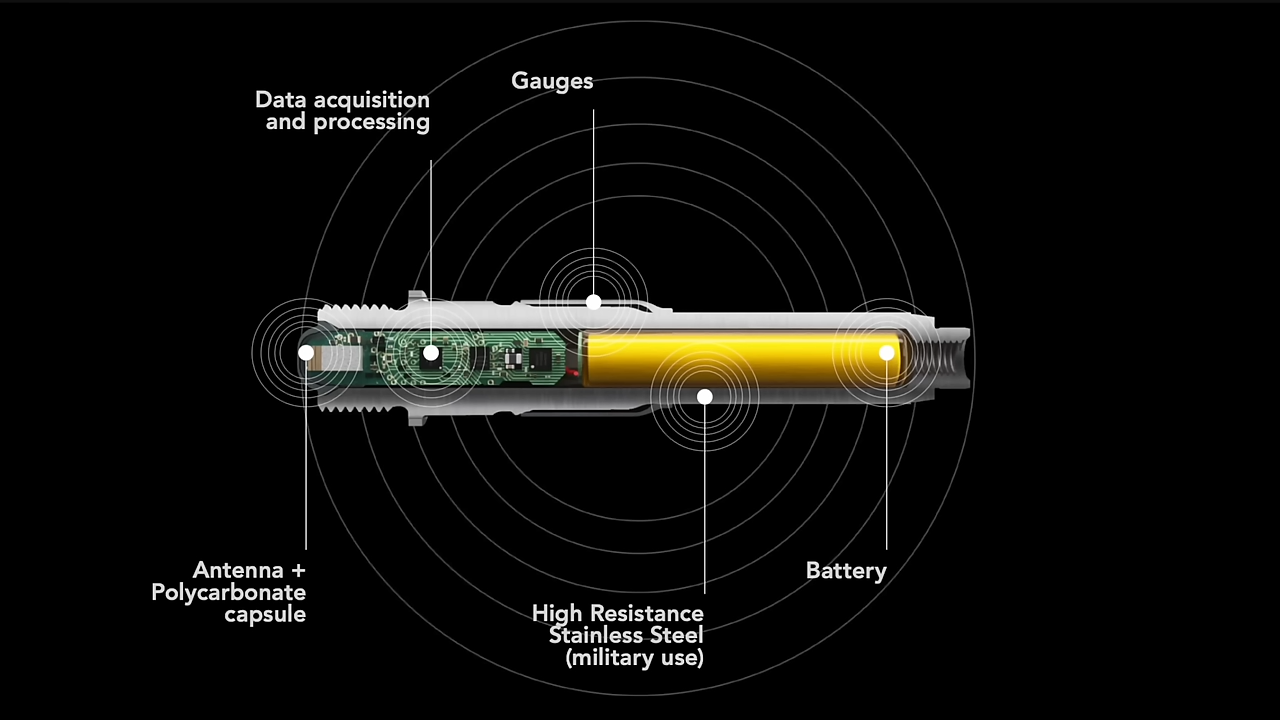 Gauges
Data acquisition
and processing
Antenna +
Polycarbonate
capsule
Battery
High Resistance
Stainless Steel
(military use)